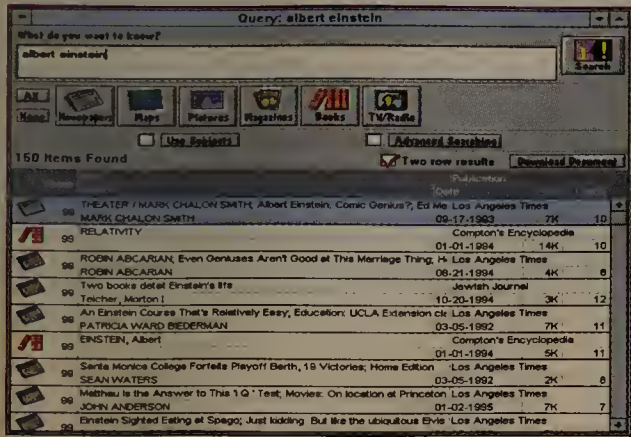 Query: albert einstein
What do you want to know?
albert einstein
Search
All
None
Newspapers
Maps
Pictures
Magazines
Books
TV/Radio
Use Subjects
Advanced Searching
150 Items Found
Two row results
Download Document
Publication
Date
99 THEATER / MARK CHALON SMITH; Albert Einstein, Comic Genius?; Ed Me Los Angeles Times
MARK CHALON SMITH 09-17-1993 7K 10
99 RELATIVITY Compton's Encyclopedia
01-01-1994 14K 10
99 ROBIN ABCARIAN; Even Geniuses Aren't Good at This Marriage Thing; H Los Angeles Times
ROBIN ABCARIAN 08-21-1994 4K 8
99 Two books detail Einstein's life Jewish Journal
Teicher, Morton I 10-20-1994 3K 12
99 An Einstein Course That's Relatively Easy; Education: UCLA Extension cl Los Angeles Times
PATRICIA WARD BIEDERMAN 03-05-1992 7K 11
99 EINSTEIN, Albert Compton's Encyclopedia
01-01-1994 5K 11
99 Santa Monica College Forfeits Playoff Berth, 19 Victories; Home Edition Los Angeles Times
SEAN WATERS 03-05-1992 2K 8
99 Matthau Is the Answer to This 'I.Q.' Test; Movies: On location at Princeton Los Angeles Times
JOHN ANDERSON 01-02-1995 7K 7
99 Einstein Sighted Eating at Spago; Just kidding. But like the ubiquitous Elvis Los Angeles Times